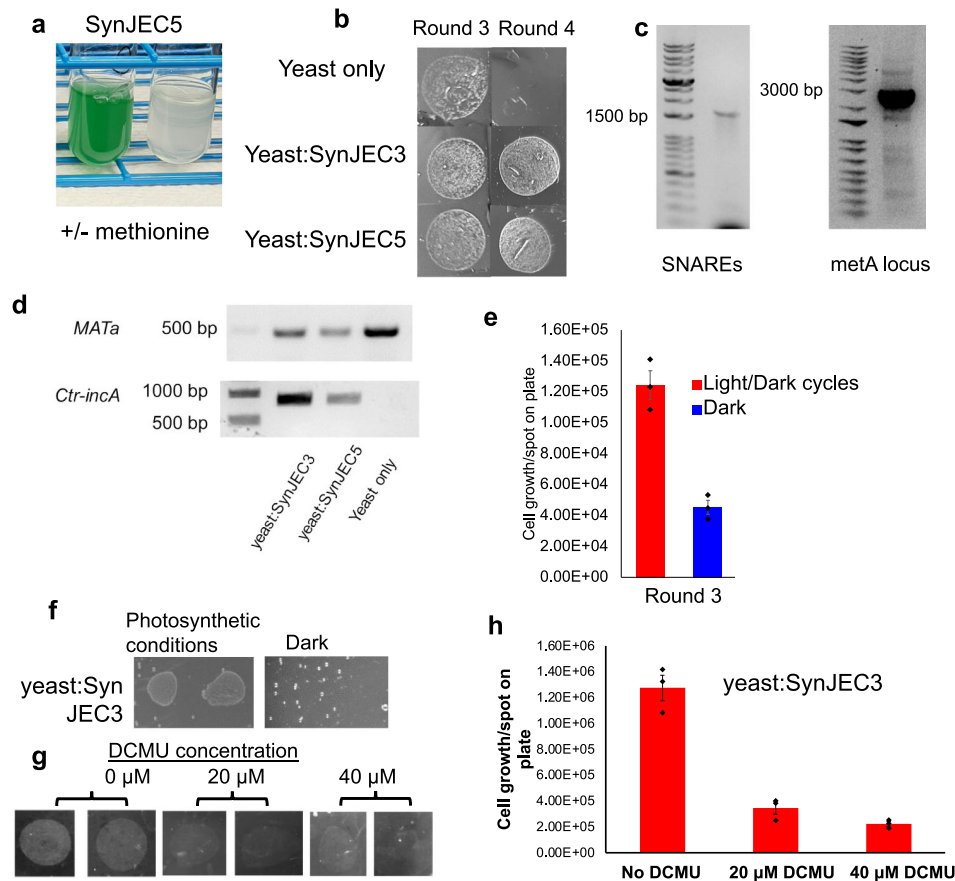 a
SynJEC5
+/- methionine
b
Round 3 Round 4
Yeast only
Yeast:SynJEC3
Yeast:SynJEC5
c
1500 bp
3000 bp
SNAREs
metA locus
d
MATa
500 bp
Ctr-incA
1000 bp
500 bp
yeast:SynJEC3
yeast:SynJEC5
Yeast only
e
Cell growth/spot on plate
1.60E+05
1.40E+05
1.20E+05
1.00E+05
8.00E+04
6.00E+04
4.00E+04
2.00E+04
0.00E+00
Light/Dark cycles
Dark
Round 3
f
Photosynthetic
conditions
Dark
yeast:Syn
JEC3
g
DCMU concentration
0 µM 20 µM 40 µM
h
yeast:SynJEC3
Cell growth/spot on
plate
1.60E+06
1.40E+06
1.20E+06
1.00E+06
8.00E+05
6.00E+05
4.00E+05
2.00E+05
0.00E+00
No DCMU 20 µM DCMU 40 µM DCMU